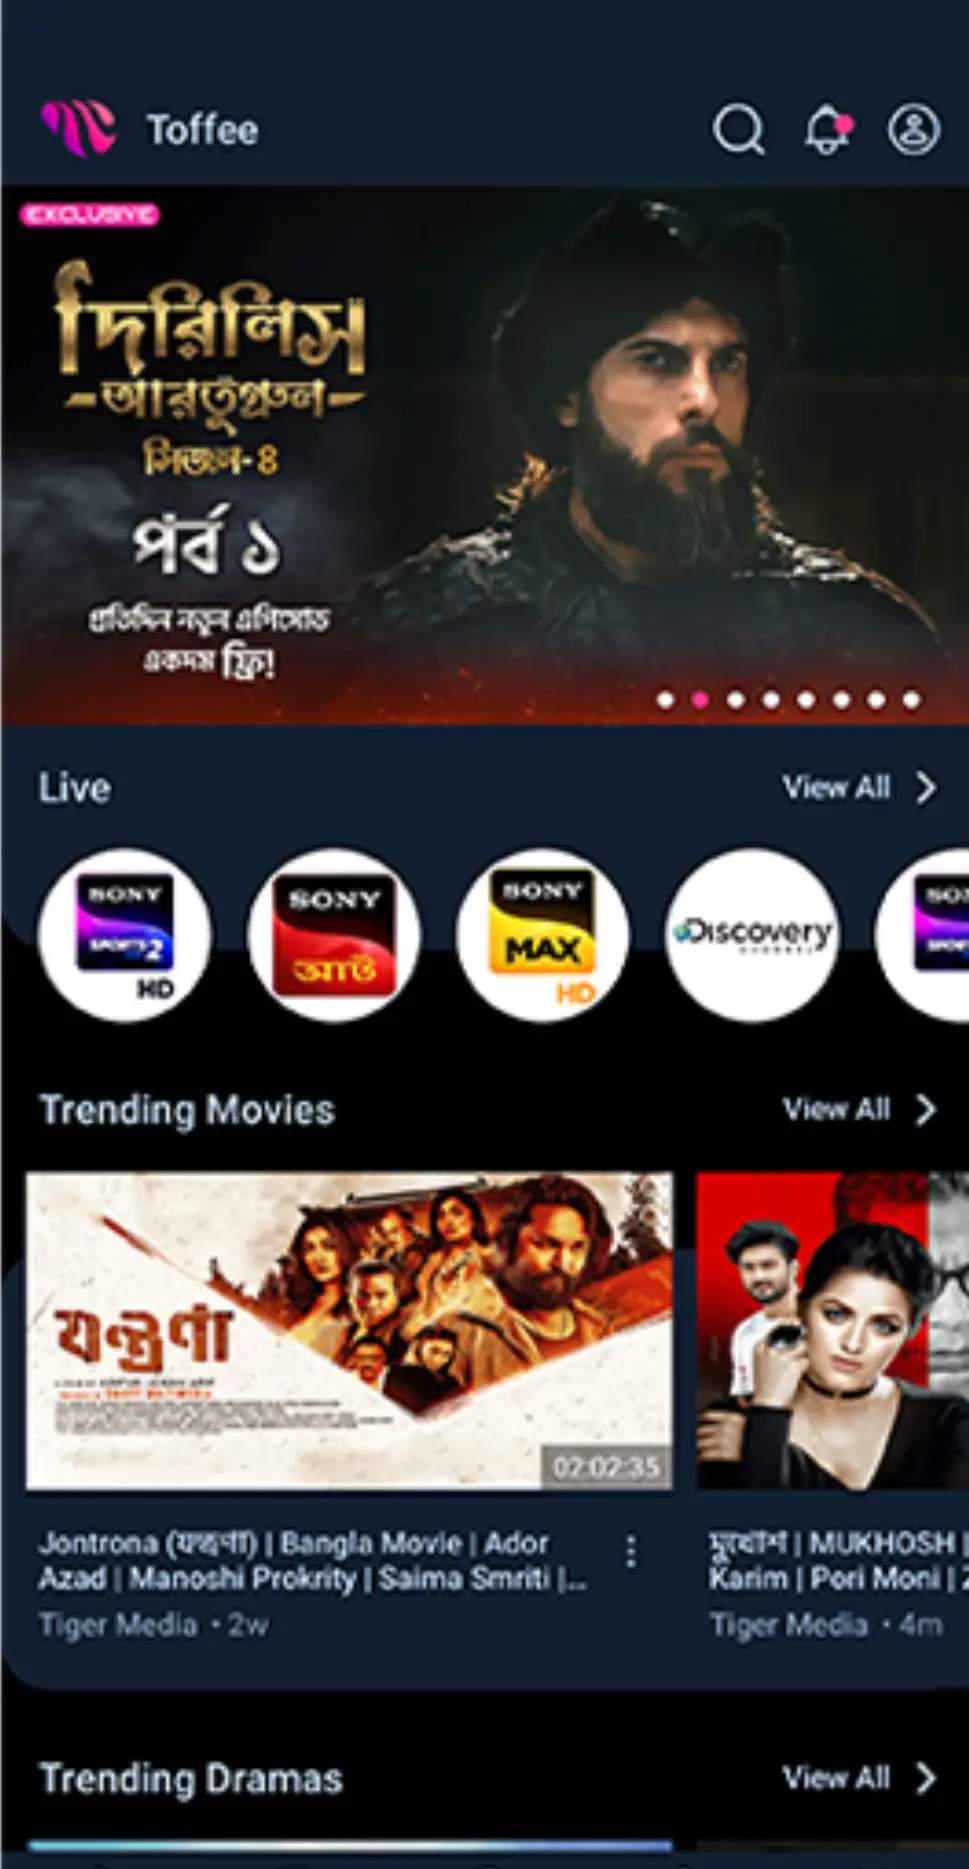 Toffee
EXCLUSIVE
দিরিলিস
আরতুগ্রুল
সিজন-৪
পর্ব ১
প্রতিদিন নতুন এপিসোড
একদম ফ্রি!
Live
View All
SONY
SPORTS 2
HD
SONY
আট
SONY
MAX
HD
Discovery
CHANNEL
Trending Movies
View All
যন্ত্রণা
02:02:35
Jontrona (যন্ত্রণা) | Bangla Movie | Ador
Azad | Manoshi Prokrity | Saima Smriti |...
Tiger Media • 2w
মুখোশ | MUKHOSH |
Karim | Pori Moni |
Tiger Media • 4m
Trending Dramas
View All